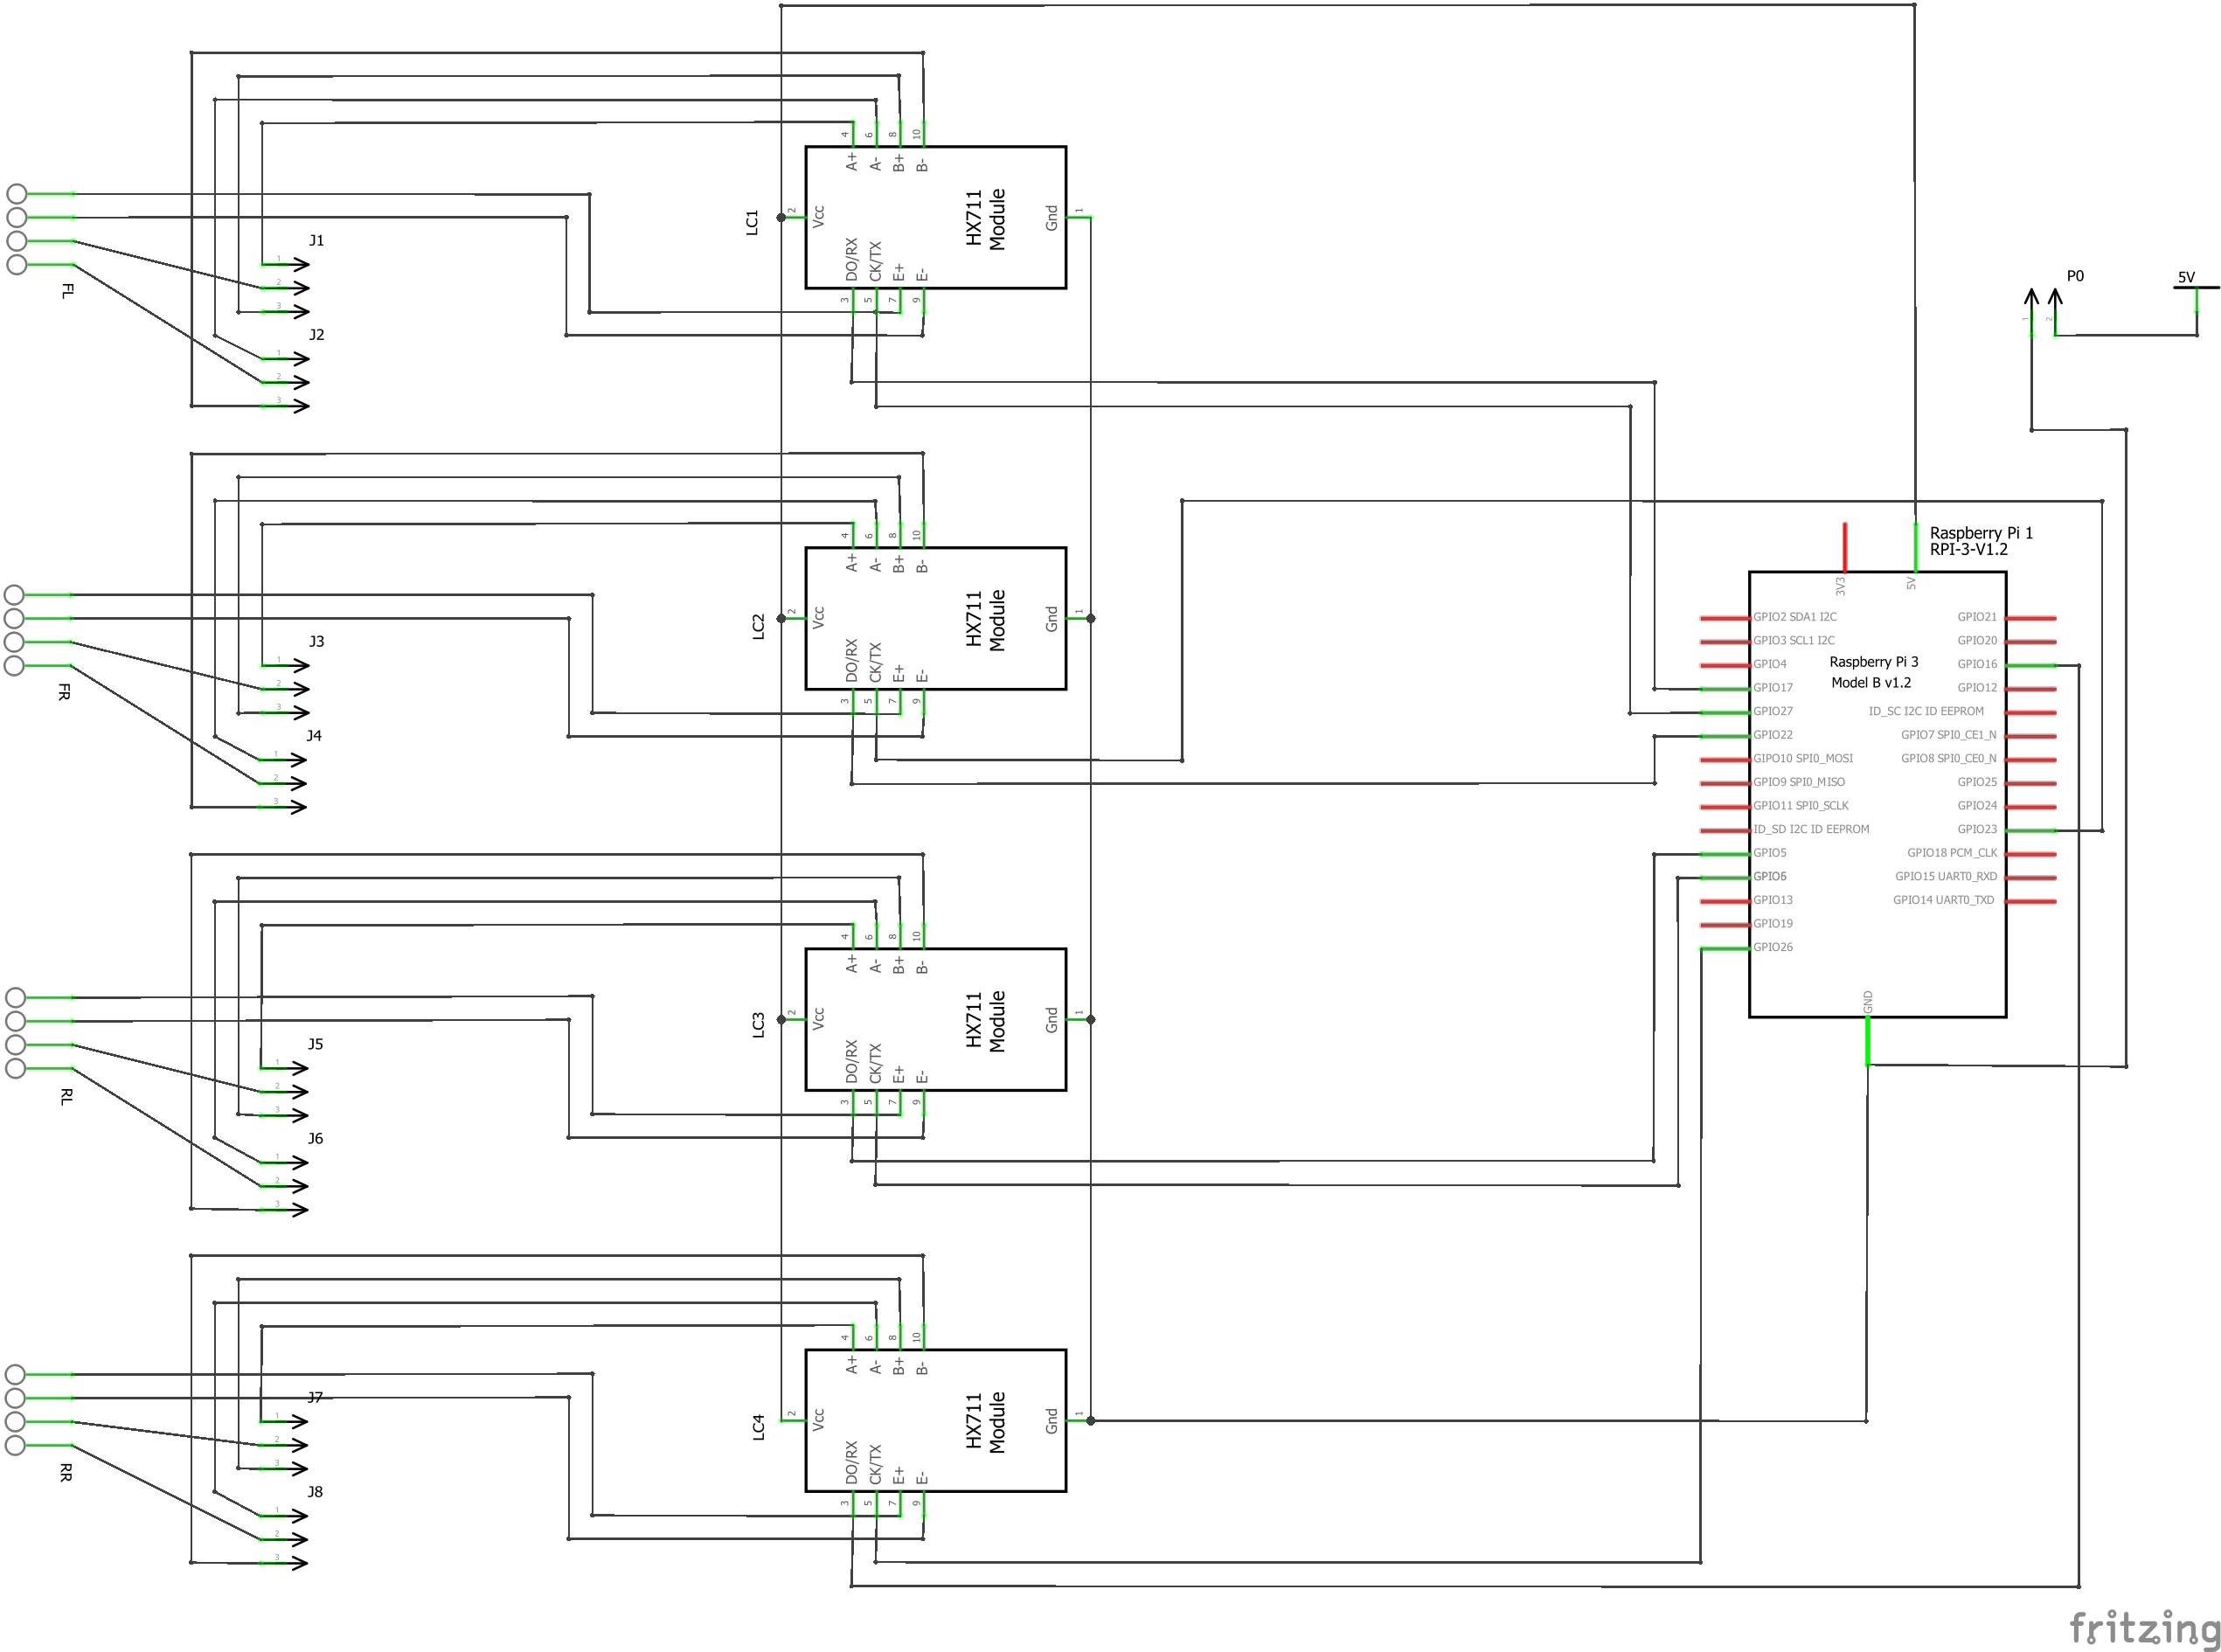 4
6
8
10
A+
A-
B+
B-
LC1
2
Vcc
HX711
Module
Gnd
1
DO/RX
CK/TX
E+
E-
3
5
7
9
FL
J1
1
2
3
J2
1
2
3
P0
1
2
5V
4
6
8
10
A+
A-
B+
B-
LC2
2
Vcc
HX711
Module
Gnd
1
DO/RX
CK/TX
E+
E-
3
5
7
9
FR
J3
1
2
3
J4
1
2
3
Raspberry Pi 1
RPI-3-V1.2
3V3
5V
GPIO2 SDA1 I2C
GPIO3 SCL1 I2C
GPIO4
GPIO17
GPIO27
GPIO22
GIPO10 SPI0_MOSI
GPIO9 SPI0_MISO
GPIO11 SPI0_SCLK
ID_SD I2C ID EEPROM
GPIO5
GPIO6
GPIO13
GPIO19
GPIO26
Raspberry Pi 3
Model B v1.2
GPIO21
GPIO20
GPIO16
GPIO12
ID_SC I2C ID EEPROM
GPIO7 SPI0_CE1_N
GPIO8 SPI0_CE0_N
GPIO25
GPIO24
GPIO23
GPIO18 PCM_CLK
GPIO15 UART0_RXD
GPIO14 UART0_TXD
GND
4
6
8
10
A+
A-
B+
B-
LC3
2
Vcc
HX711
Module
Gnd
1
DO/RX
CK/TX
E+
E-
3
5
7
9
RL
J5
1
2
3
J6
1
2
3
4
6
8
10
A+
A-
B+
B-
LC4
2
Vcc
HX711
Module
Gnd
1
DO/RX
CK/TX
E+
E-
3
5
7
9
RR
J7
1
2
3
J8
1
2
3
fritzing